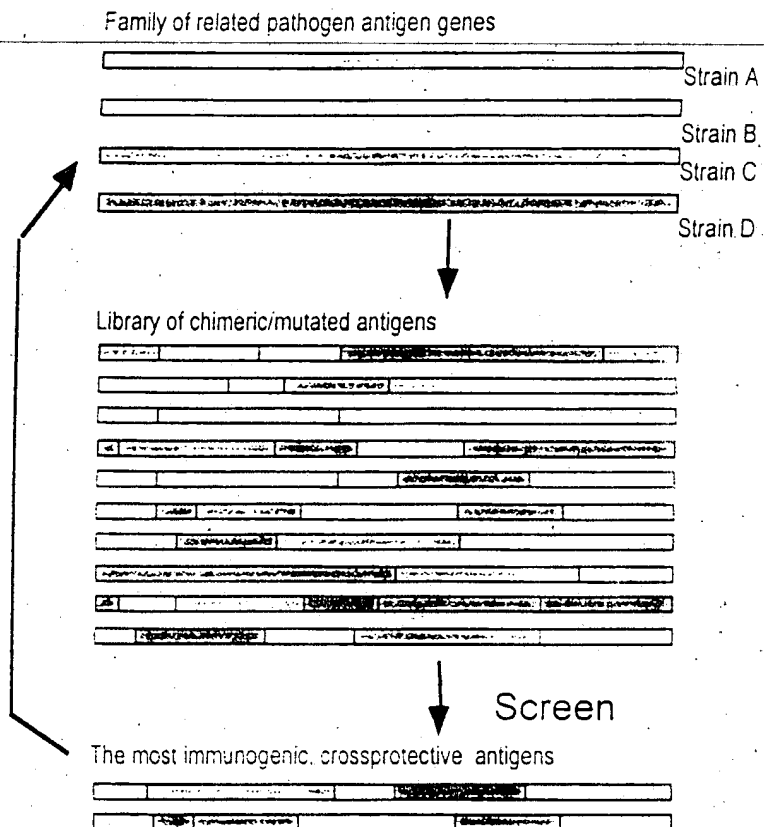 Family of related pathogen antigen genes
Strain A
Strain B
Strain C
Strain D
Library of chimeric/mutated antigens
Screen
The most immunogenic, crossprotective antigens